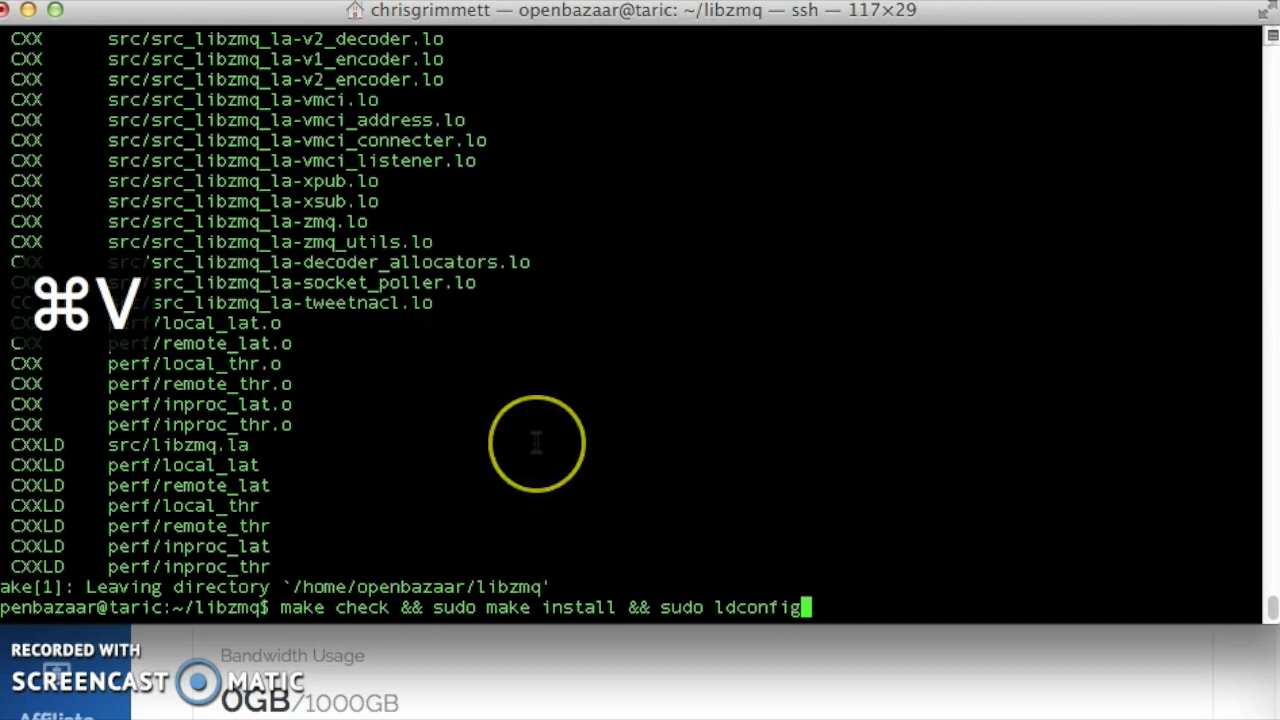 chrisgrimmett — openbazaar@taric: ~/libzmq — ssh — 117×29
CXX src/src_libzmq_la-v2_decoder.lo
CXX src/src_libzmq_la-v1_encoder.lo
CXX src/src_libzmq_la-v2_encoder.lo
CXX src/src_libzmq_la-vmci.lo
CXX src/src_libzmq_la-vmci_address.lo
CXX src/src_libzmq_la-vmci_connecter.lo
CXX src/src_libzmq_la-vmci_listener.lo
CXX src/src_libzmq_la-xpub.lo
CXX src/src_libzmq_la-xsub.lo
CXX src/src_libzmq_la-zmq.lo
CXX src/src_libzmq_la-zmq_utils.lo
CXX src/src_libzmq_la-decoder_allocators.lo
src_libzmq_la-socket_poller.lo
src_libzmq_la-tweetnacl.lo
⌘V
perf/local_lat.o
CXX perf/remote_lat.o
CXX perf/local_thr.o
CXX perf/remote_thr.o
CXX perf/inproc_lat.o
CXX perf/inproc_thr.o
CXXLD src/libzmq.la
CXXLD perf/local_lat
CXXLD perf/remote_lat
CXXLD perf/local_thr
CXXLD perf/remote_thr
CXXLD perf/inproc_lat
CXXLD perf/inproc_thr
ake[1]: Leaving directory `/home/openbazaar/libzmq'
penbazaar@taric:~/libzmq$ make check && sudo make install && sudo ldconfig
RECORDED WITH
SCREENCAST MATIC
Bandwidth Usage
0GB/1000GB
Affiliate